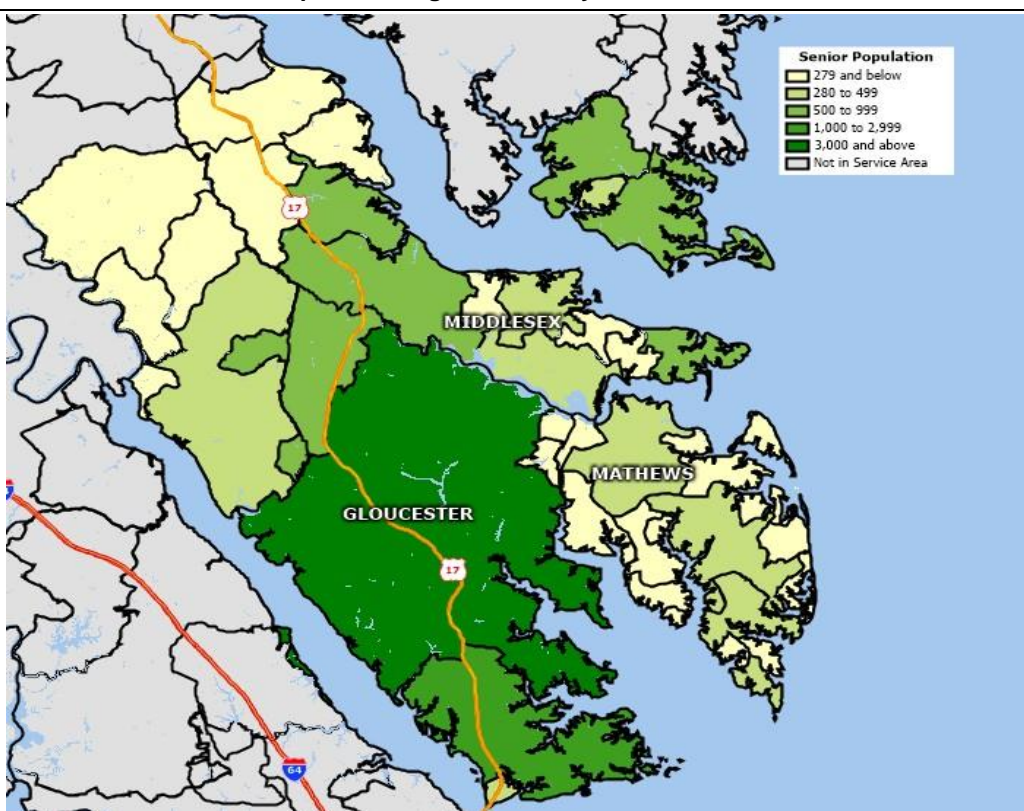 Senior Population
279 and below
280 to 499
500 to 999
1,000 to 2,999
3,000 and above
Not in Service Area
17
MIDDLESEX
MATHEWS
GLOUCESTER
17
64